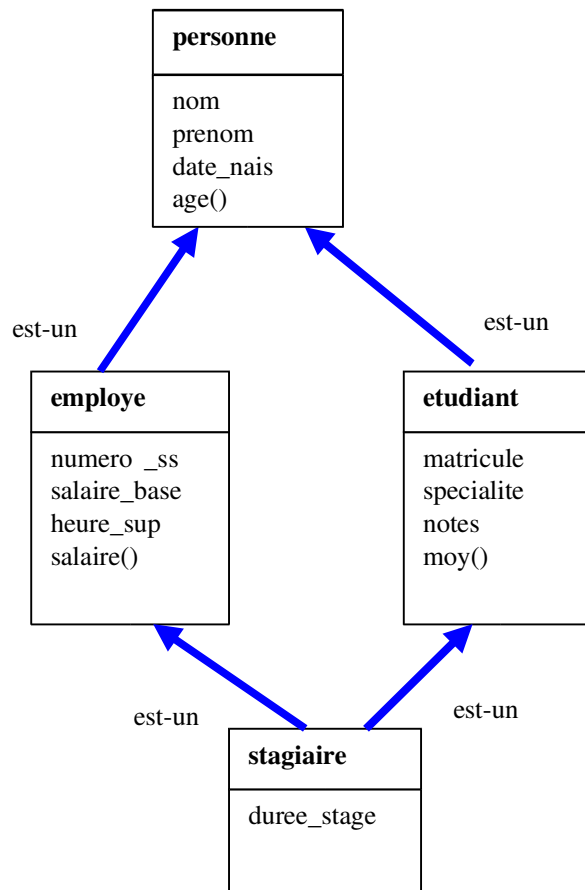 personne
nom
prenom
date_nais
age()
est-un
est-un
employe
numero _ss
salaire_base
heure_sup
salaire()
etudiant
matricule
specialite
notes
moy()
est-un
est-un
stagiaire
duree_stage